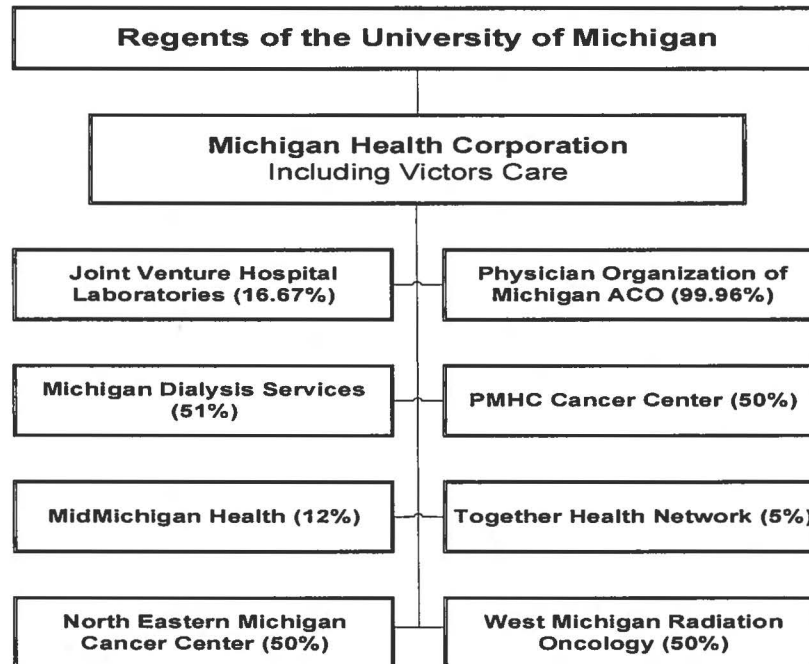 Regents of the University of Michigan
Michigan Health Corporation
Including Victors Care
Joint Venture Hospital
Laboratories (16.67%)
Physician Organization of
Michigan ACO (99.96%)
Michigan Dialysis Services
(51%)
PMHC Cancer Center (50%)
MidMichigan Health (12%)
Together Health Network (5%)
North Eastern Michigan
Cancer Center (50%)
West Michigan Radiation
Oncology (50%)